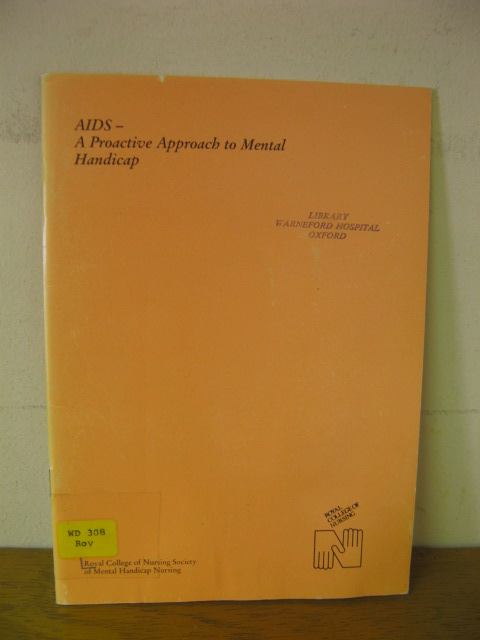 AIDS –
A Proactive Approach to Mental
Handicap
LIBRARY
WARNEFORD HOSPITAL
OXFORD
ROYAL
COLLEGE OF
NURSING
WD 308
Roy
Royal College of Nursing Society
of Mental Handicap Nursing